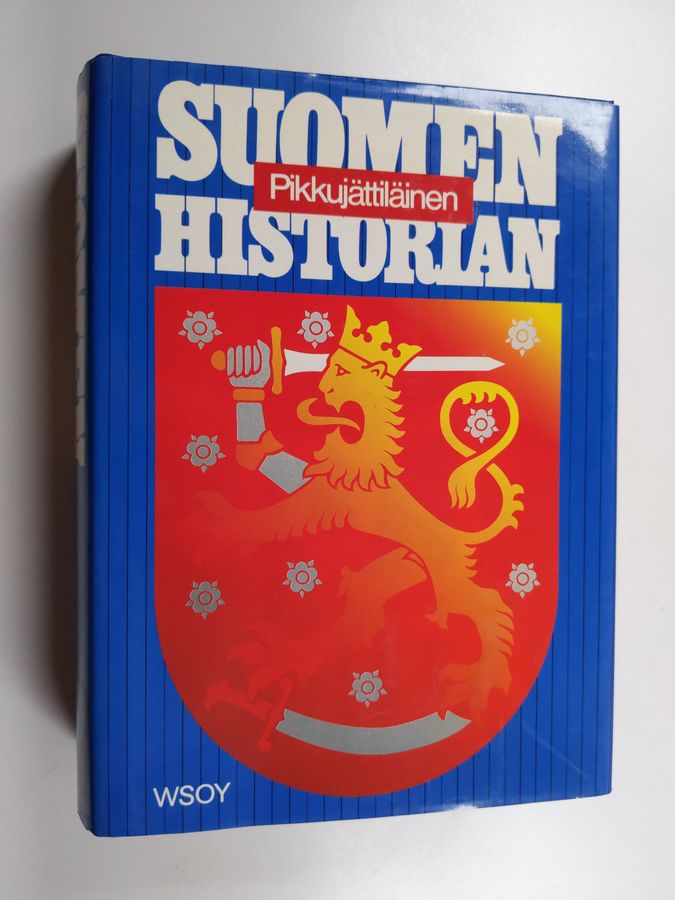 SUOMEN
Pikkujättiläinen
HISTORIAN
WSOY